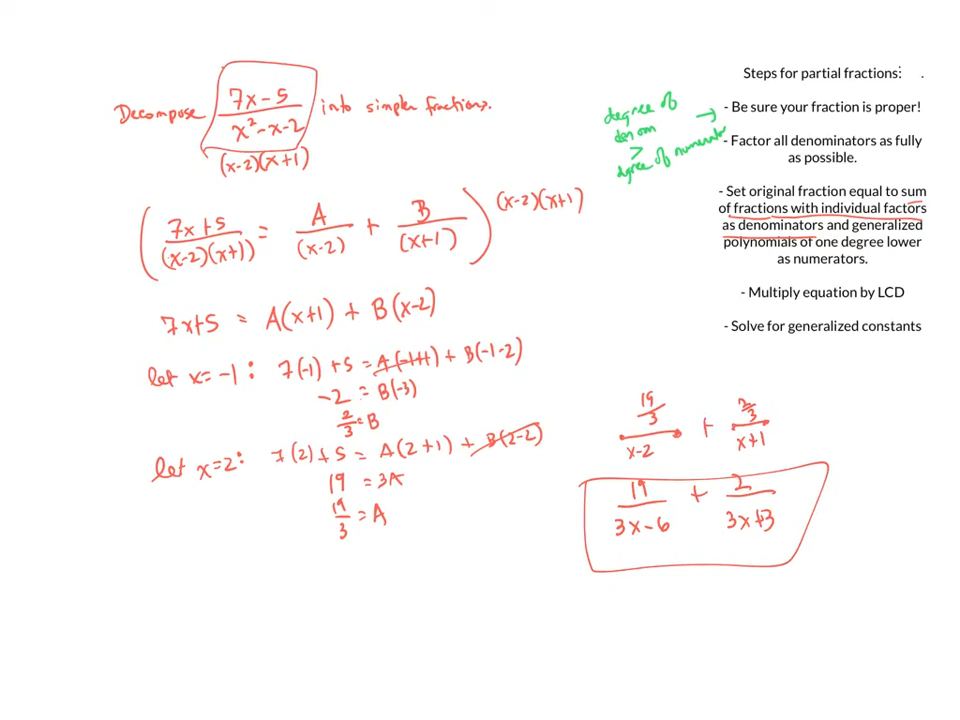 Decompose (7x-5)/(x²-x-2) into simpler fractions.
(x-2)(x+1)
( (7x+5)/((x-2)(x+1)) = A/(x-2) + B/(x+1) ) (x-2)(x+1)
7x+5 = A(x+1) + B(x-2)
let x=-1: 7(-1)+5 = A(-1+1) + B(-1-2)
-2 = B(-3)
2/3 = B
let x=2: 7(2)+5 = A(2+1) + B(2-2)
19 = 3A
19/3 = A
(19/3)/(x-2) + (2/3)/(x+1)
19/(3x-6) + 2/(3x+3)
degree of
denom
>
degree of numerator
→
Steps for partial fractions:
- Be sure your fraction is proper!
- Factor all denominators as fully
as possible.
- Set original fraction equal to sum
of fractions with individual factors
as denominators and generalized
polynomials of one degree lower
as numerators.
- Multiply equation by LCD
- Solve for generalized constants